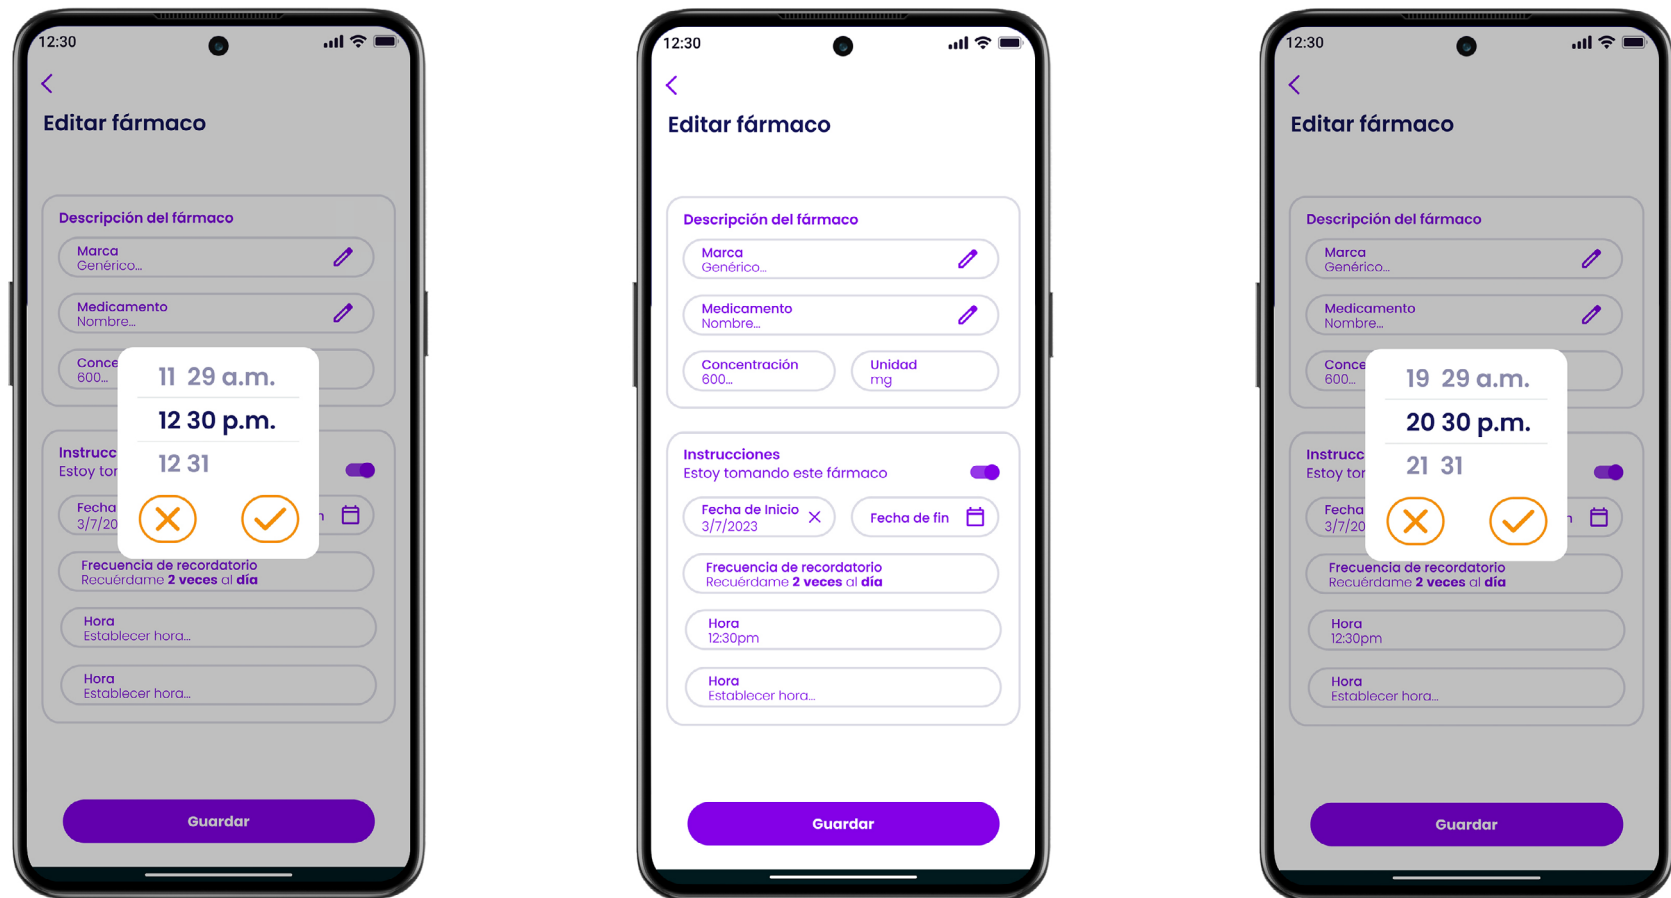 12:30
Editar fármaco
Descripción del fármaco
Marca
Genérico...
Medicamento
Nombre...
Conce
600...
11 29 a.m.
12 30 p.m.
12 31
Instrucc
Estoy tor
Fecha
3/7/20
n
Frecuencia de recordatorio
Recuérdame 2 veces al día
Hora
Establecer hora...
Hora
Establecer hora...
Guardar
12:30
Editar fármaco
Descripción del fármaco
Marca
Genérico...
Medicamento
Nombre...
Concentración Unidad
600... mg
Instrucciones
Estoy tomando este fármaco
Fecha de Inicio
3/7/2023
Fecha de fin
Frecuencia de recordatorio
Recuérdame 2 veces al día
Hora
12:30pm
Hora
Establecer hora...
Guardar
12:30
Editar fármaco
Descripción del fármaco
Marca
Genérico...
Medicamento
Nombre...
Conce
600...
19 29 a.m.
20 30 p.m.
21 31
Instrucc
Estoy tor
Fecha
3/7/20
n
Frecuencia de recordatorio
Recuérdame 2 veces al día
Hora
12:30pm
Hora
Establecer hora...
Guardar